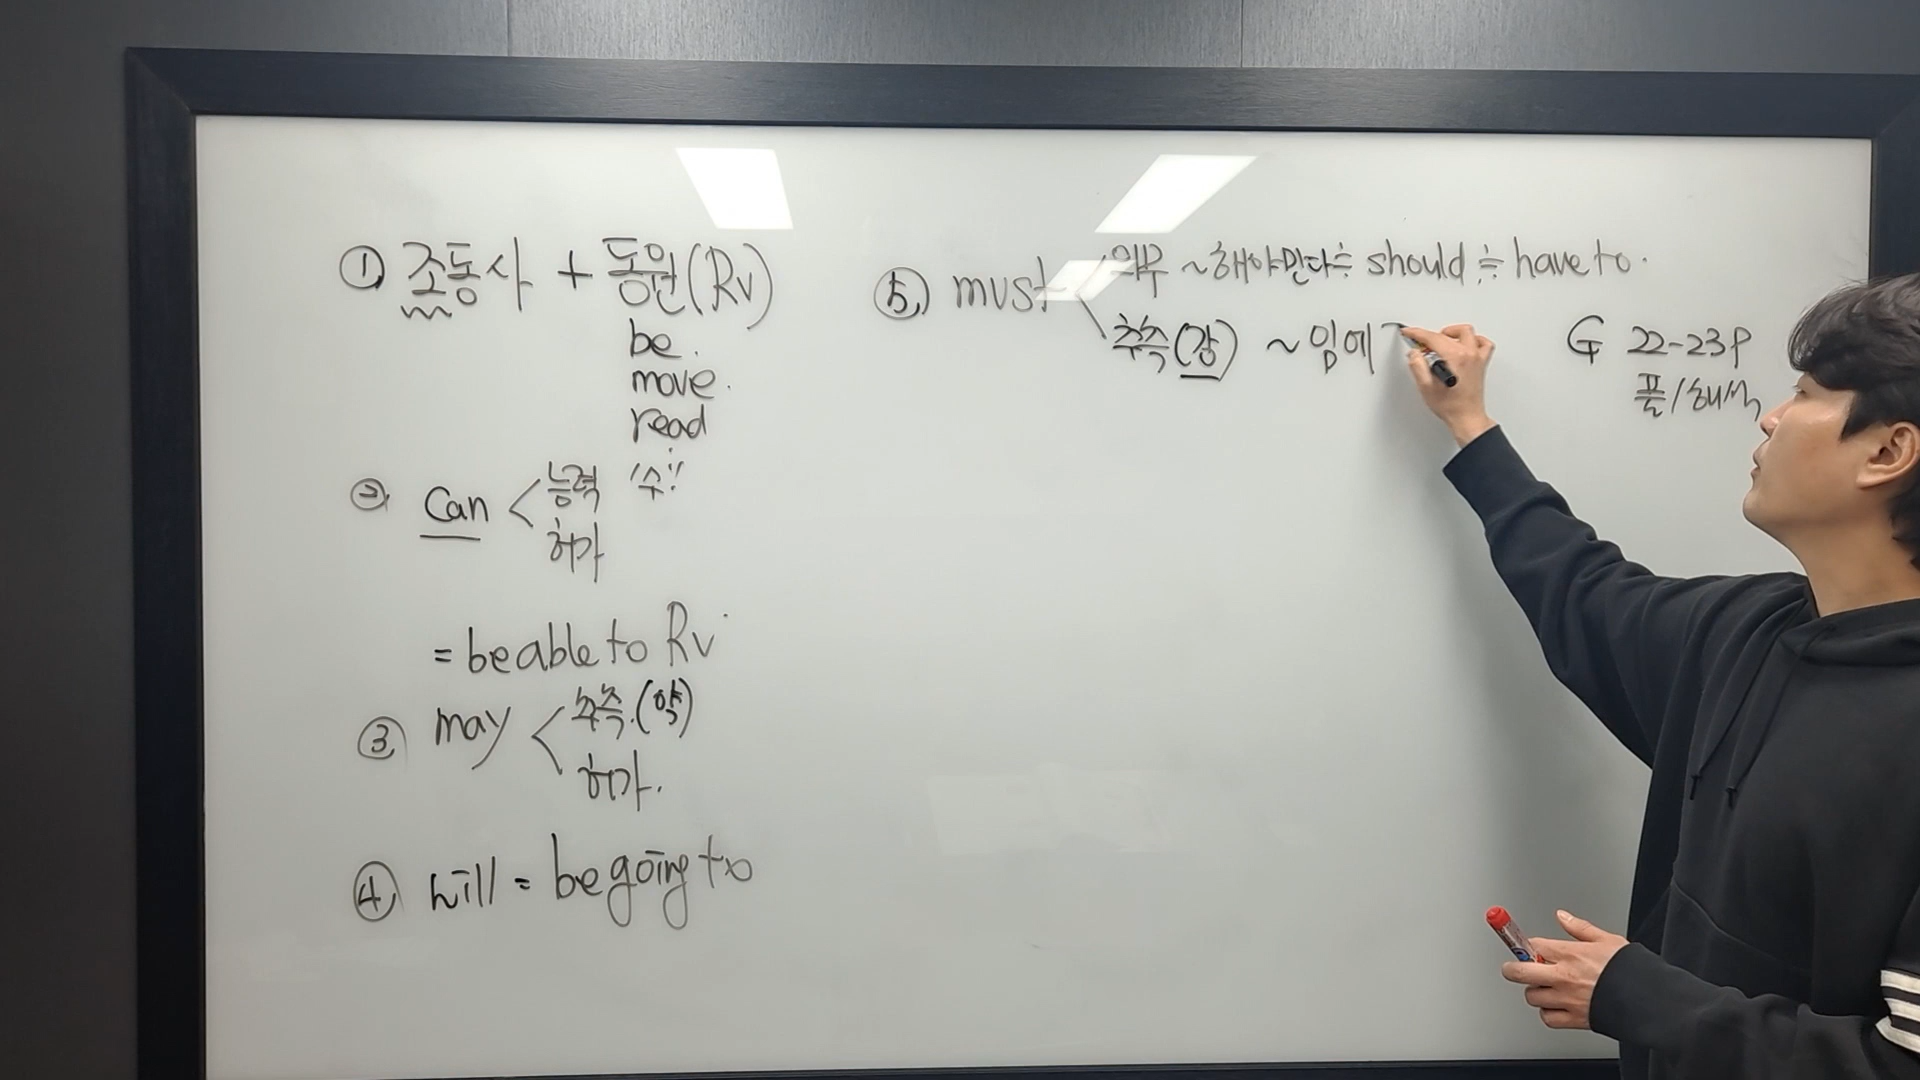 ① 조동사 + 동원(Rv)
be.
move.
read
② Can < 능력 '수'!
허가
= be able to Rv
③ may < 추측.(약)
허가.
④ will = be going to
⑤ must < 의무 ~해야만다≒ should ≒ have to.
추측(강) ~임에
G 22-23p
풀/해석